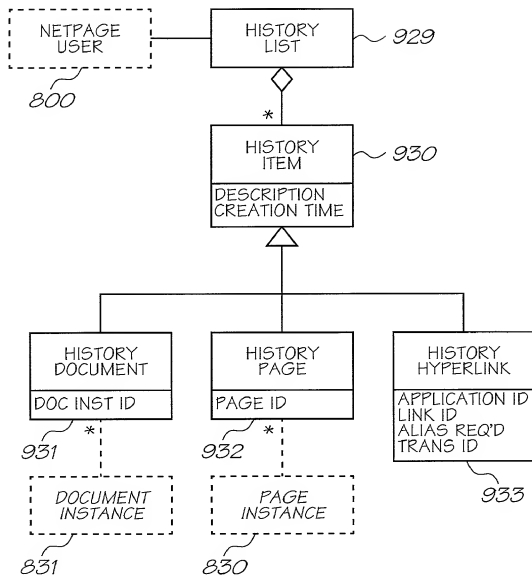 NETPAGE
USER
800
HISTORY
LIST
929
*
HISTORY
ITEM
930
DESCRIPTION
CREATION TIME
HISTORY
DOCUMENT
DOC INST ID
931
*
HISTORY
PAGE
PAGE ID
932
*
HISTORY
HYPERLINK
APPLICATION ID
LINK ID
ALIAS REQ'D
TRANS ID
933
DOCUMENT
INSTANCE
831
PAGE
INSTANCE
830